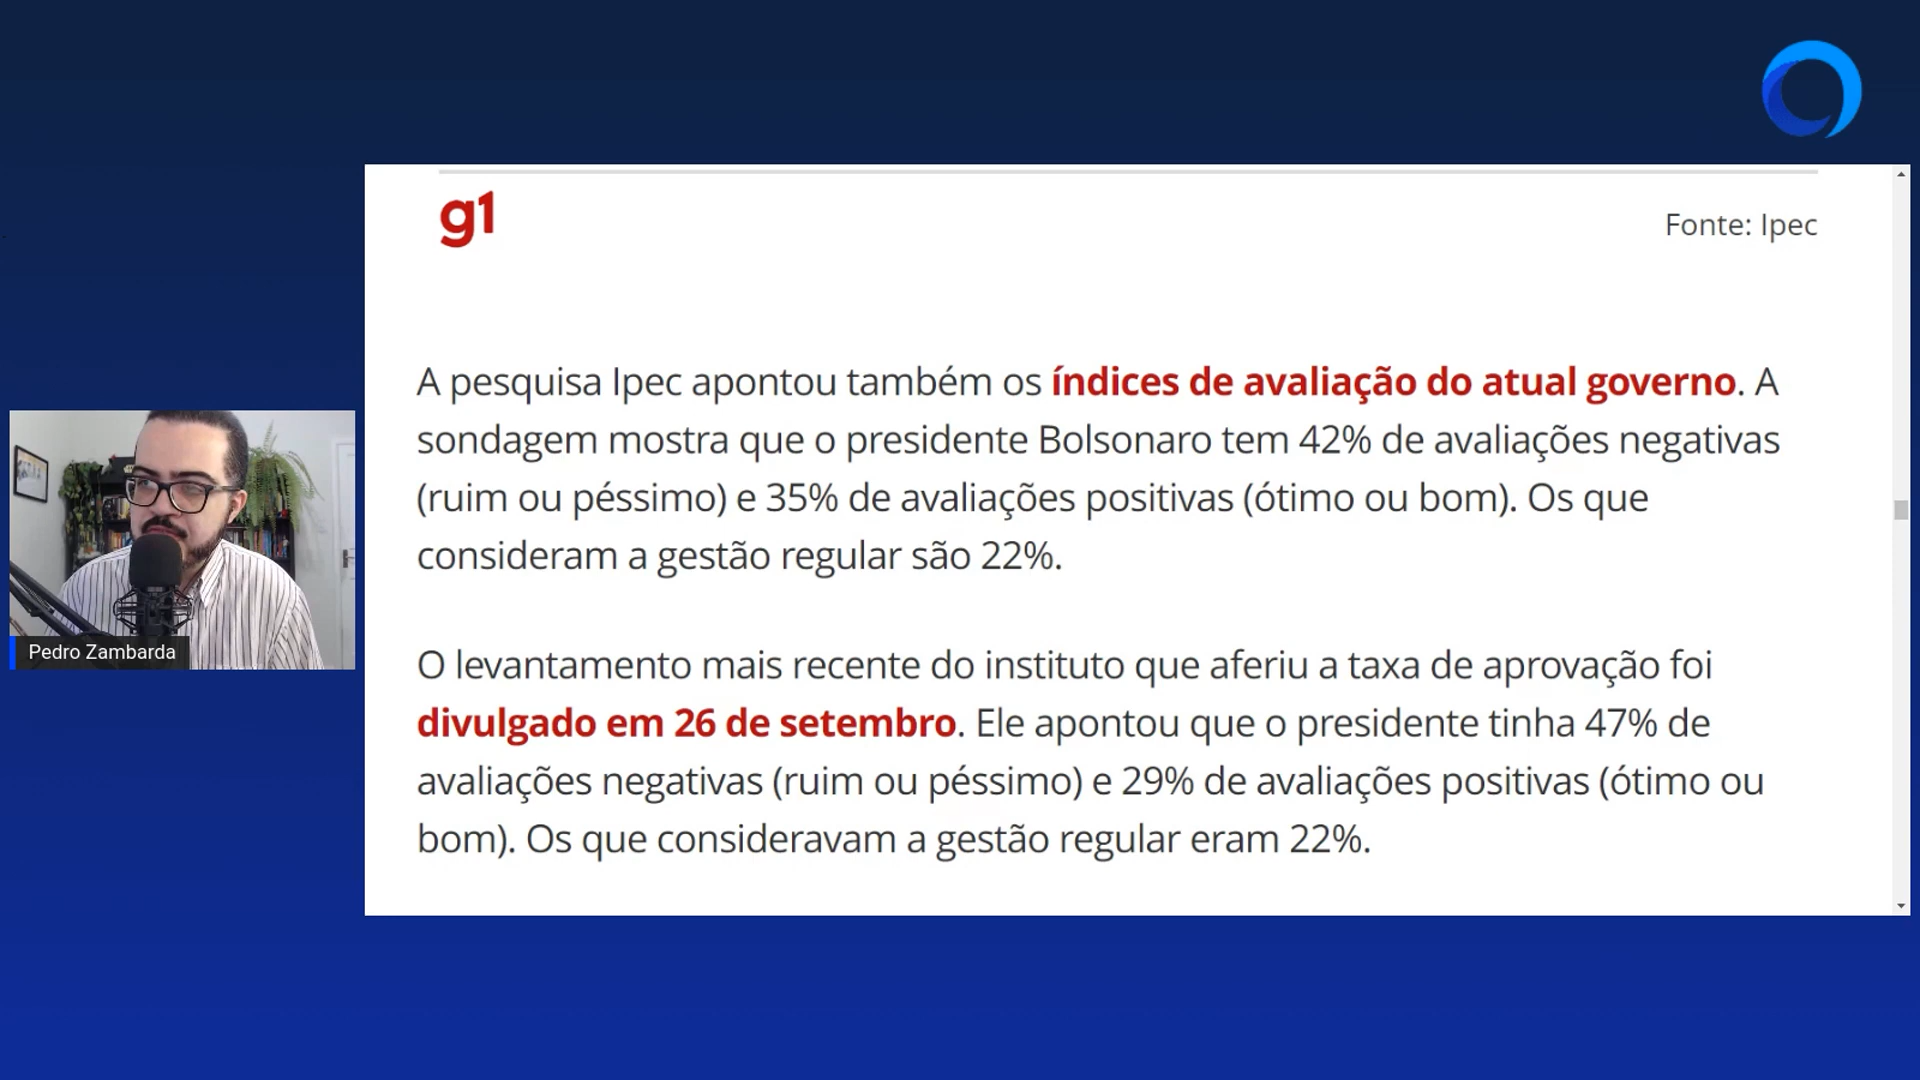 g1
Fonte: Ipec
A pesquisa Ipec apontou também os índices de avaliação do atual governo. A
sondagem mostra que o presidente Bolsonaro tem 42% de avaliações negativas
(ruim ou péssimo) e 35% de avaliações positivas (ótimo ou bom). Os que
consideram a gestão regular são 22%.
O levantamento mais recente do instituto que aferiu a taxa de aprovação foi
divulgado em 26 de setembro. Ele apontou que o presidente tinha 47% de
avaliações negativas (ruim ou péssimo) e 29% de avaliações positivas (ótimo ou
bom). Os que consideravam a gestão regular eram 22%.
Pedro Zambarda